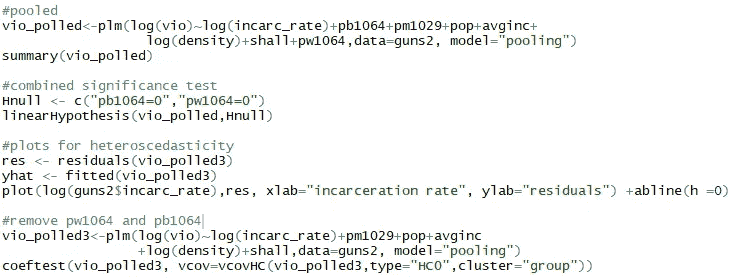 #pooled
vio_polled<-plm(log(vio)~log(incarc_rate)+pb1064+pm1029+pop+avginc+
log(density)+shall+pw1064,data=guns2, model="pooling")
summary(vio_polled)
#combined significance test
Hnull <- c("pb1064=0","pw1064=0")
linearHypothesis(vio_polled,Hnull)
#plots for heteroscedasticity
res <- residuals(vio_polled3)
yhat <- fitted(vio_polled3)
plot(log(guns2$incarc_rate),res, xlab="incarceration rate", ylab="residuals") +abline(h =0)
#remove pw1064 and pb1064
vio_polled3<-plm(log(vio)~log(incarc_rate)+pm1029+pop+avginc
+log(density)+shall,data=guns2, model="pooling")
coeftest(vio_polled3, vcov=vcovHC(vio_polled3,type="HC0",cluster="group"))